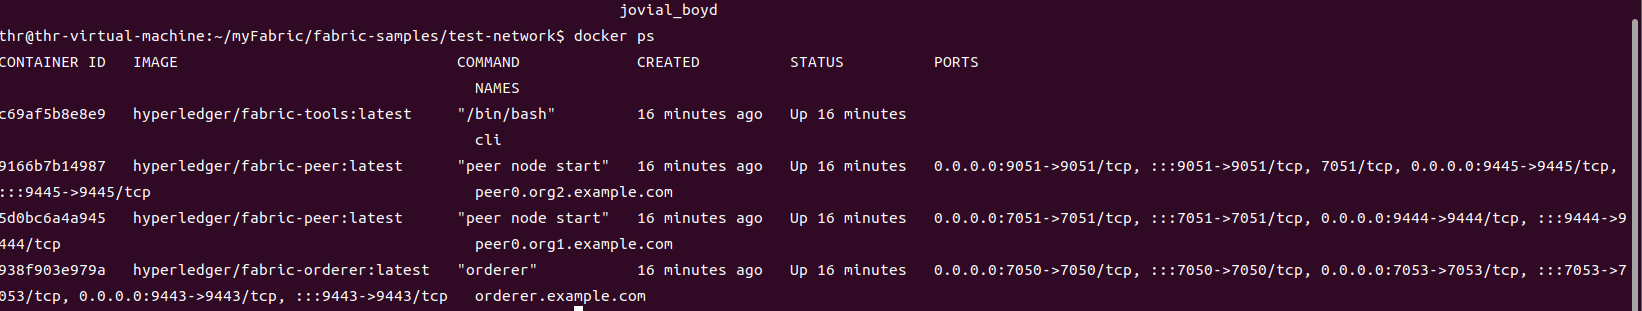 jovial_boyd
thr@thr-virtual-machine:~/myFabric/fabric-samples/test-network$ docker ps
CONTAINER ID   IMAGE                               COMMAND             CREATED          STATUS          PORTS
NAMES
c69af5b8e8e9   hyperledger/fabric-tools:latest     "/bin/bash"         16 minutes ago   Up 16 minutes
cli
9166b7b14987   hyperledger/fabric-peer:latest      "peer node start"   16 minutes ago   Up 16 minutes   0.0.0.0:9051->9051/tcp, :::9051->9051/tcp, 7051/tcp, 0.0.0.0:9445->9445/tcp,
:::9445->9445/tcp                                    peer0.org2.example.com
5d0bc6a4a945   hyperledger/fabric-peer:latest      "peer node start"   16 minutes ago   Up 16 minutes   0.0.0.0:7051->7051/tcp, :::7051->7051/tcp, 0.0.0.0:9444->9444/tcp, :::9444->9
444/tcp                                              peer0.org1.example.com
938f903e979a   hyperledger/fabric-orderer:latest   "orderer"           16 minutes ago   Up 16 minutes   0.0.0.0:7050->7050/tcp, :::7050->7050/tcp, 0.0.0.0:7053->7053/tcp, :::7053->7
053/tcp, 0.0.0.0:9443->9443/tcp, :::9443->9443/tcp   orderer.example.com